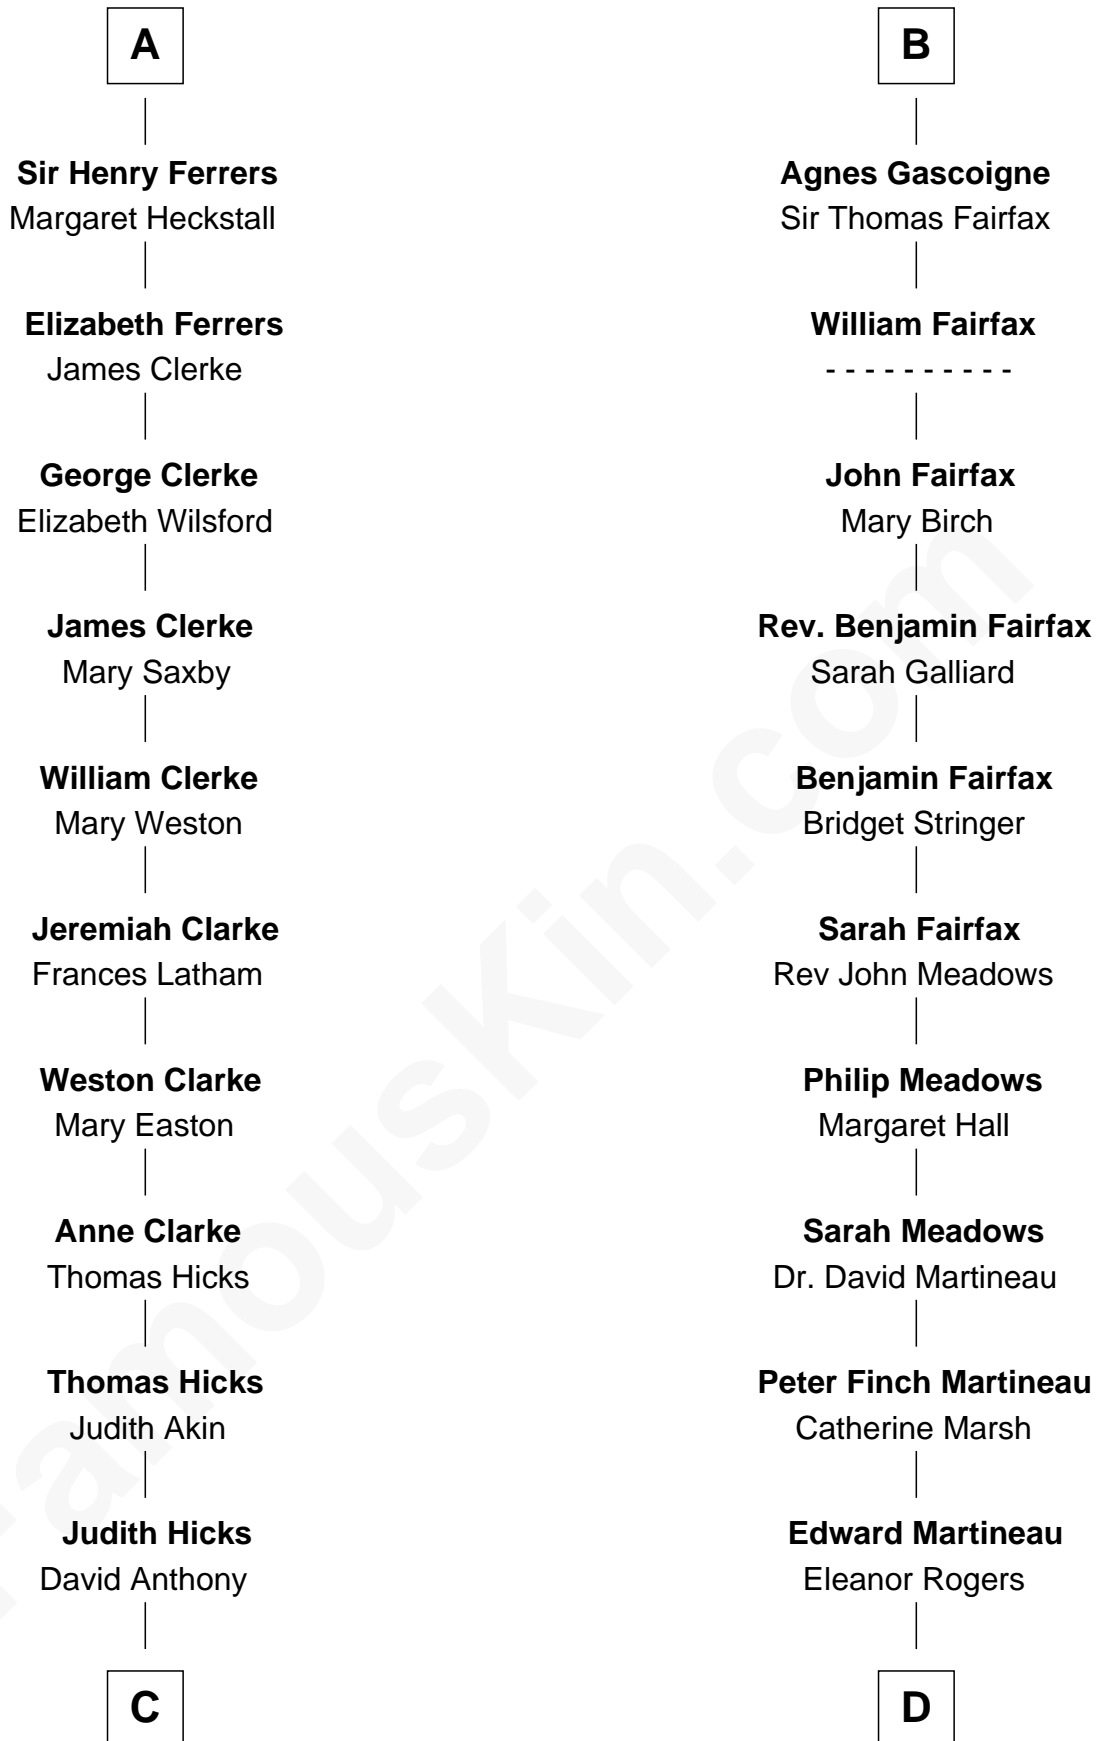 A
Sir Henry Ferrers
Margaret Heckstall
Elizabeth Ferrers
James Clerke
George Clerke
Elizabeth Wilsford
James Clerke
Mary Saxby
William Clerke
Mary Weston
Jeremiah Clarke
Frances Latham
Weston Clarke
Mary Easton
Anne Clarke
Thomas Hicks
Thomas Hicks
Judith Akin
Judith Hicks
David Anthony
C
B
Agnes Gascoigne
Sir Thomas Fairfax
William Fairfax
- - - - - - - - - -
John Fairfax
Mary Birch
Rev. Benjamin Fairfax
Sarah Galliard
Benjamin Fairfax
Bridget Stringer
Sarah Fairfax
Rev John Meadows
Philip Meadows
Margaret Hall
Sarah Meadows
Dr. David Martineau
Peter Finch Martineau
Catherine Marsh
Edward Martineau
Eleanor Rogers
D
FamousKin.com